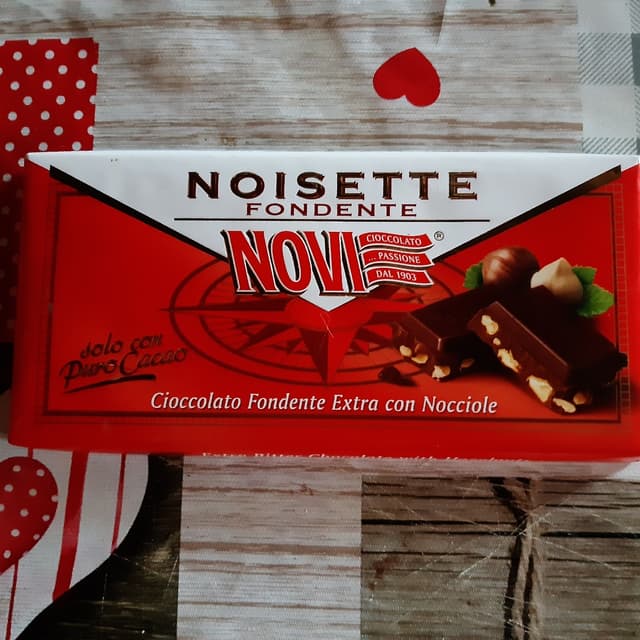 NOISETTE
FONDENTE
NOVI®
CIOCCOLATO
... PASSIONE
DAL 1903
solo con
Puro Cacao
Cioccolato Fondente Extra con Nocciole